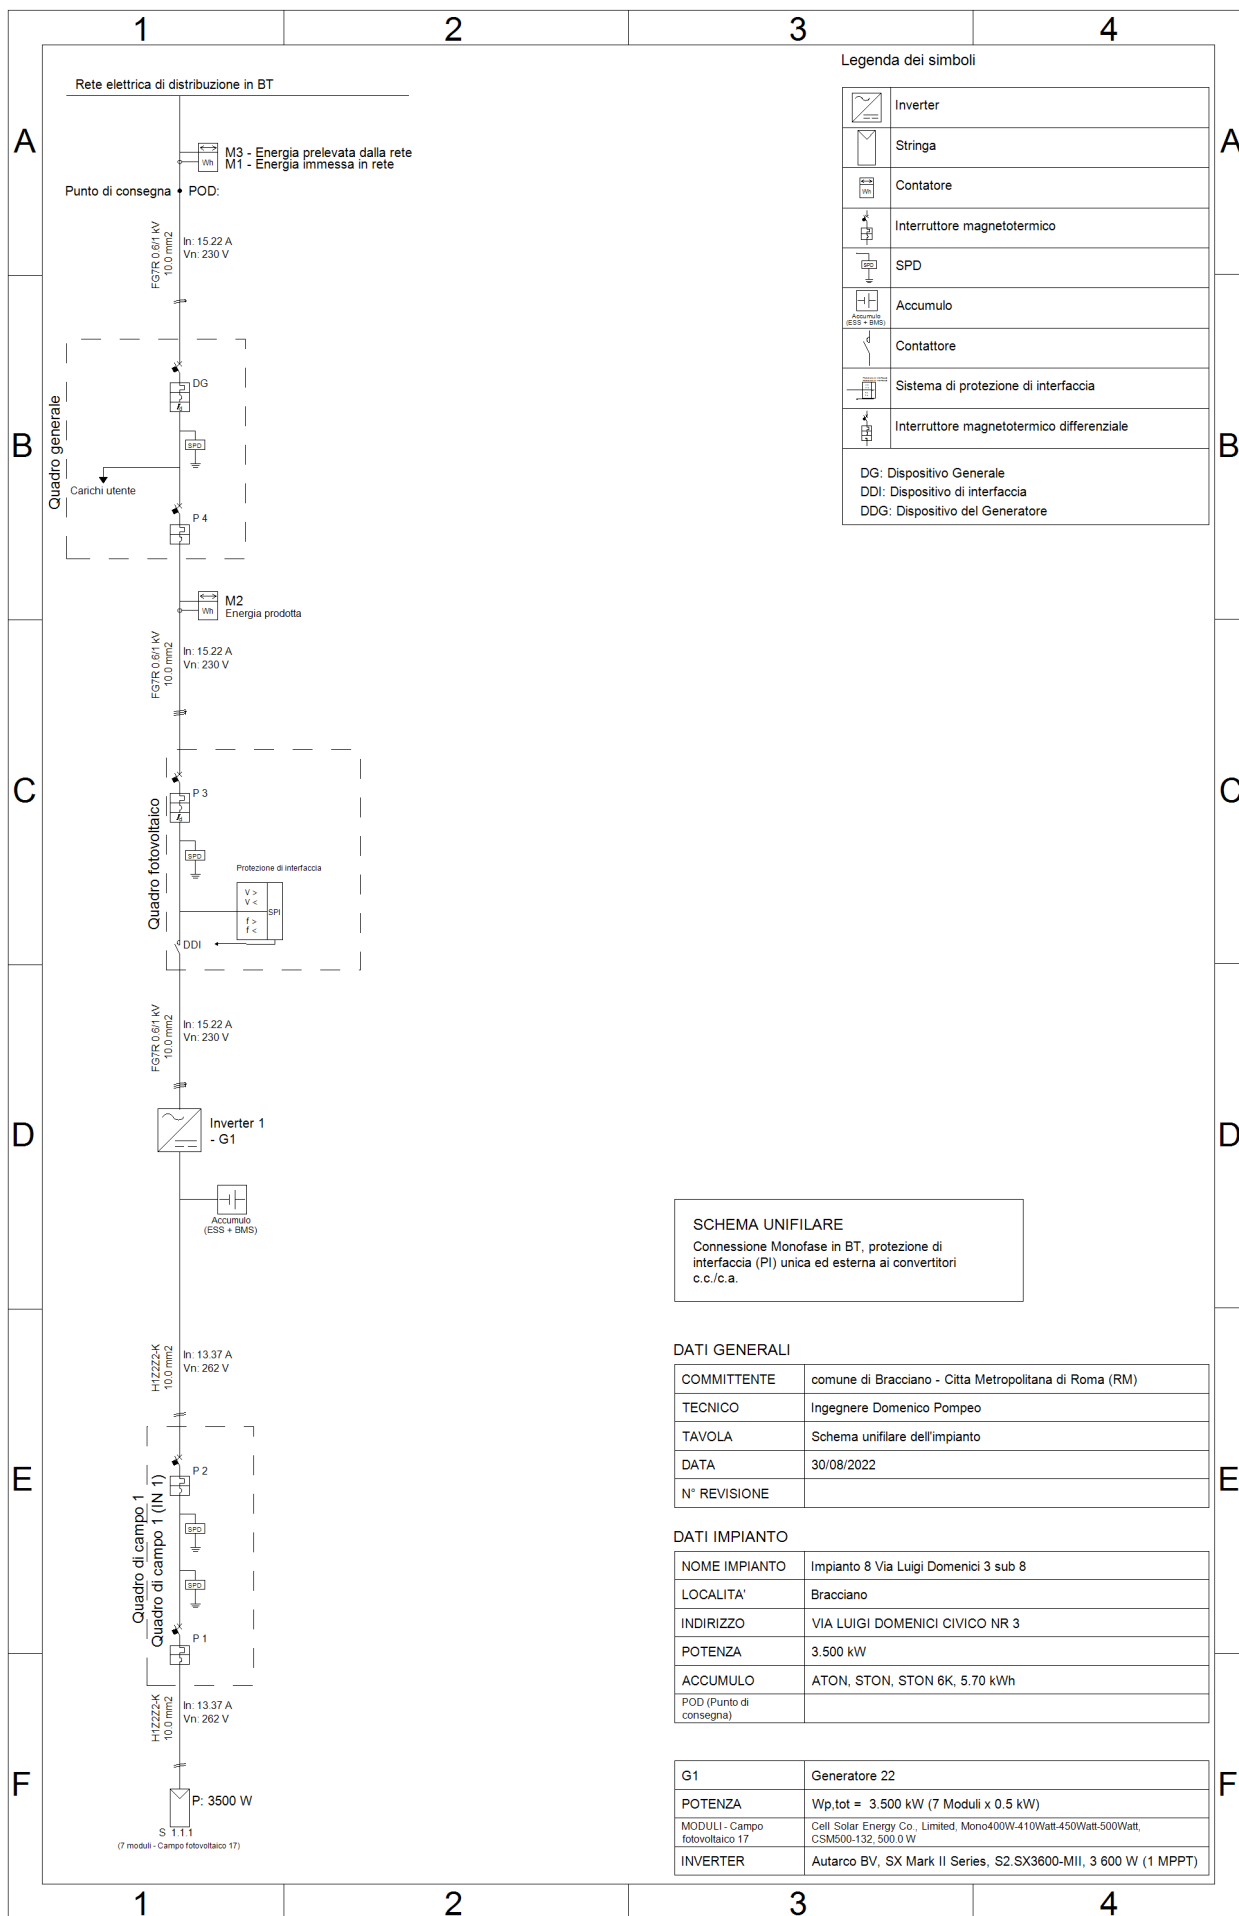 1 2 3 4
Legenda dei simboli
Rete elettrica di distribuzione in BT
Inverter
A A
Stringa
M3 - Energia prelevata dalla rete
Wh M1 - Energia immessa in rete
Contatore
Wh
Punto di consegna POD:
Interruttore magnetotermico
FG7R 0.6/1 kV
10.0 mm2
In: 15.22 A
Vn: 230 V
SPD SPD
Accumulo
Accumulo
(ESS + BMS)
Contattore
Sistema di protezione di interfaccia
Interruttore magnetotermico differenziale
DG: Dispositivo Generale
DDI: Dispositivo di interfaccia
DDG: Dispositivo del Generatore
Quadro generale
DG
B B
SPD
Carichi utente
P 4
M2
Wh Energia prodotta
FG7R 0.6/1 kV
10.0 mm2
In: 15.22 A
Vn: 230 V
C C
Quadro fotovoltaico
P 3
SPD
Protezione di interfaccia
V >
V <
SPI
f >
f <
DDI
FG7R 0.6/1 kV
10.0 mm2
In: 15.22 A
Vn: 230 V
D D
Inverter 1
- G1
Accumulo
(ESS + BMS)
SCHEMA UNIFILARE
Connessione Monofase in BT, protezione di
interfaccia (PI) unica ed esterna ai convertitori
c.c./c.a.
H1Z2Z2-K
10.0 mm2
In: 13.37 A
Vn: 262 V
DATI GENERALI
COMMITTENTE comune di Bracciano - Citta Metropolitana di Roma (RM)
TECNICO Ingegnere Domenico Pompeo
TAVOLA Schema unifilare dell'impianto
DATA 30/08/2022
N° REVISIONE
E E
Quadro di campo 1
Quadro di campo 1 (IN 1)
P 2
SPD
SPD
P 1
DATI IMPIANTO
NOME IMPIANTO Impianto 8 Via Luigi Domenici 3 sub 8
LOCALITA' Bracciano
INDIRIZZO VIA LUIGI DOMENICI CIVICO NR 3
POTENZA 3.500 kW
ACCUMULO ATON, STON, STON 6K, 5.70 kWh
POD (Punto di
consegna)
H1Z2Z2-K
10.0 mm2
In: 13.37 A
Vn: 262 V
F F
P: 3500 W
S 1.1.1
(7 moduli - Campo fotovoltaico 17)
G1 Generatore 22
POTENZA Wp,tot = 3.500 kW (7 Moduli x 0.5 kW)
MODULI - Campo
fotovoltaico 17
Cell Solar Energy Co., Limited, Mono400W-410Watt-450Watt-500Watt,
CSM500-132, 500.0 W
INVERTER Autarco BV, SX Mark II Series, S2.SX3600-MII, 3 600 W (1 MPPT)
1 2 3 4